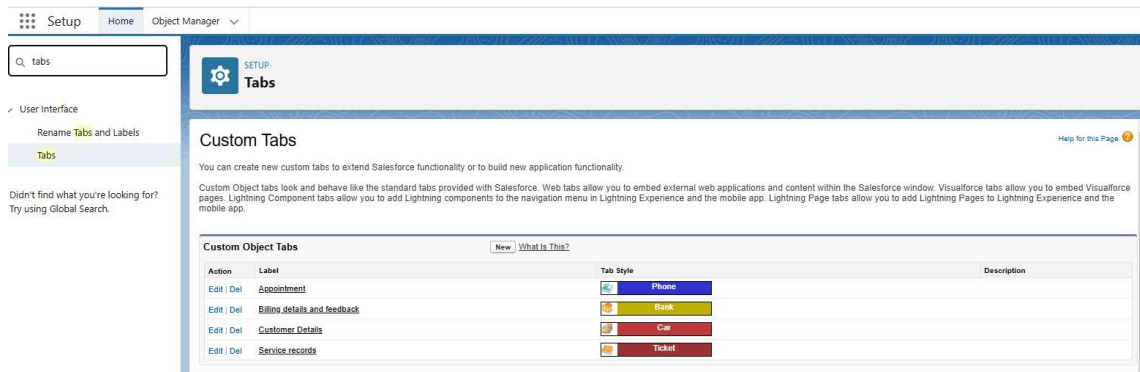 Setup Home Object Manager
tabs
User Interface
Rename Tabs and Labels
Tabs
Didn't find what you're looking for?
Try using Global Search.
SETUP
Tabs
Custom Tabs
Help for this Page
You can create new custom tabs to extend Salesforce functionality or to build new application functionality.
Custom Object tabs look and behave like the standard tabs provided with Salesforce. Web tabs allow you to embed external web applications and content within the Salesforce window. Visualforce tabs allow you to embed Visualforce
pages. Lightning Component tabs allow you to add Lightning components to the navigation menu in Lightning Experience and the mobile app. Lightning Page tabs allow you to add Lightning Pages to Lightning Experience and the
mobile app.
Custom Object Tabs New What Is This?
Action Label Tab Style Description
Edit | Del Appointment Phone
Edit | Del Billing details and feedback Bank
Edit | Del Customer Details Car
Edit | Del Service records Ticket